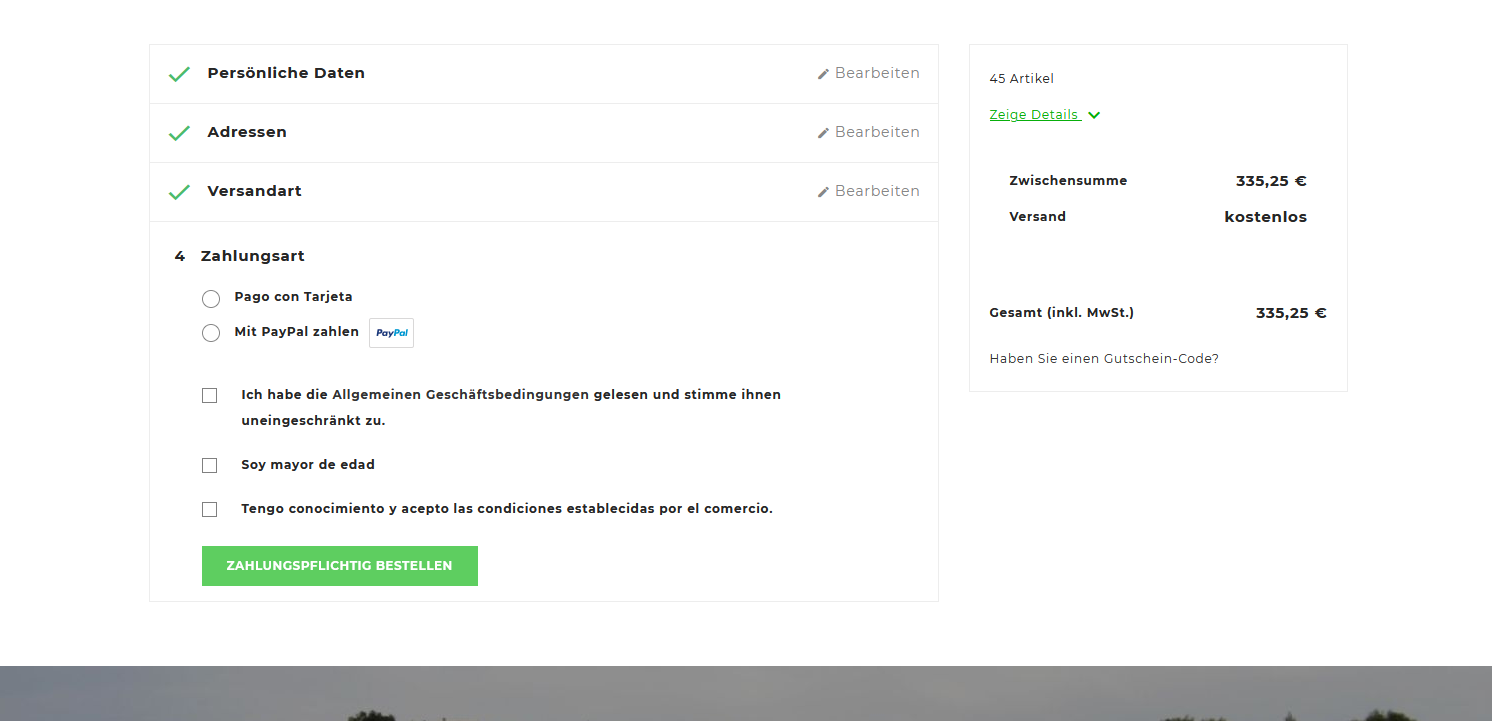 Persönliche Daten Bearbeiten
Adressen Bearbeiten
Versandart Bearbeiten
4 Zahlungsart
Pago con Tarjeta
Mit PayPal zahlen PayPal
Ich habe die Allgemeinen Geschäftsbedingungen gelesen und stimme ihnen
uneingeschränkt zu.
Soy mayor de edad
Tengo conocimiento y acepto las condiciones establecidas por el comercio.
ZAHLUNGSPFLICHTIG BESTELLEN
45 Artikel
Zeige Details
Zwischensumme 335,25 €
Versand kostenlos
Gesamt (inkl. MwSt.) 335,25 €
Haben Sie einen Gutschein-Code?